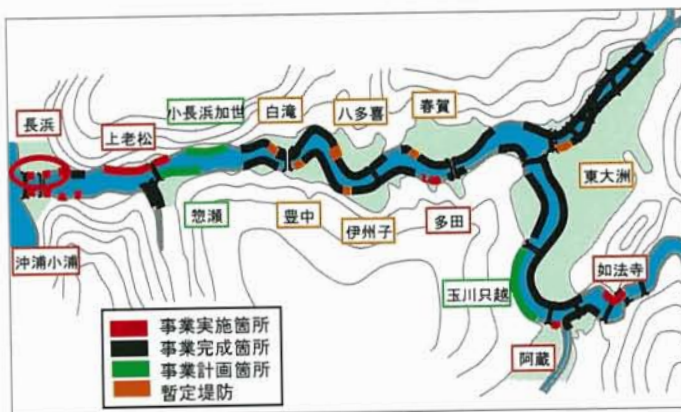 小長浜加世
白滝
八多喜
春賀
長浜
上老松
東大洲
惣瀬
豊中
伊州子
多田
如法寺
沖浦小浦
玉川只越
阿蔵
事業実施箇所
事業完成箇所
事業計画箇所
暫定堤防